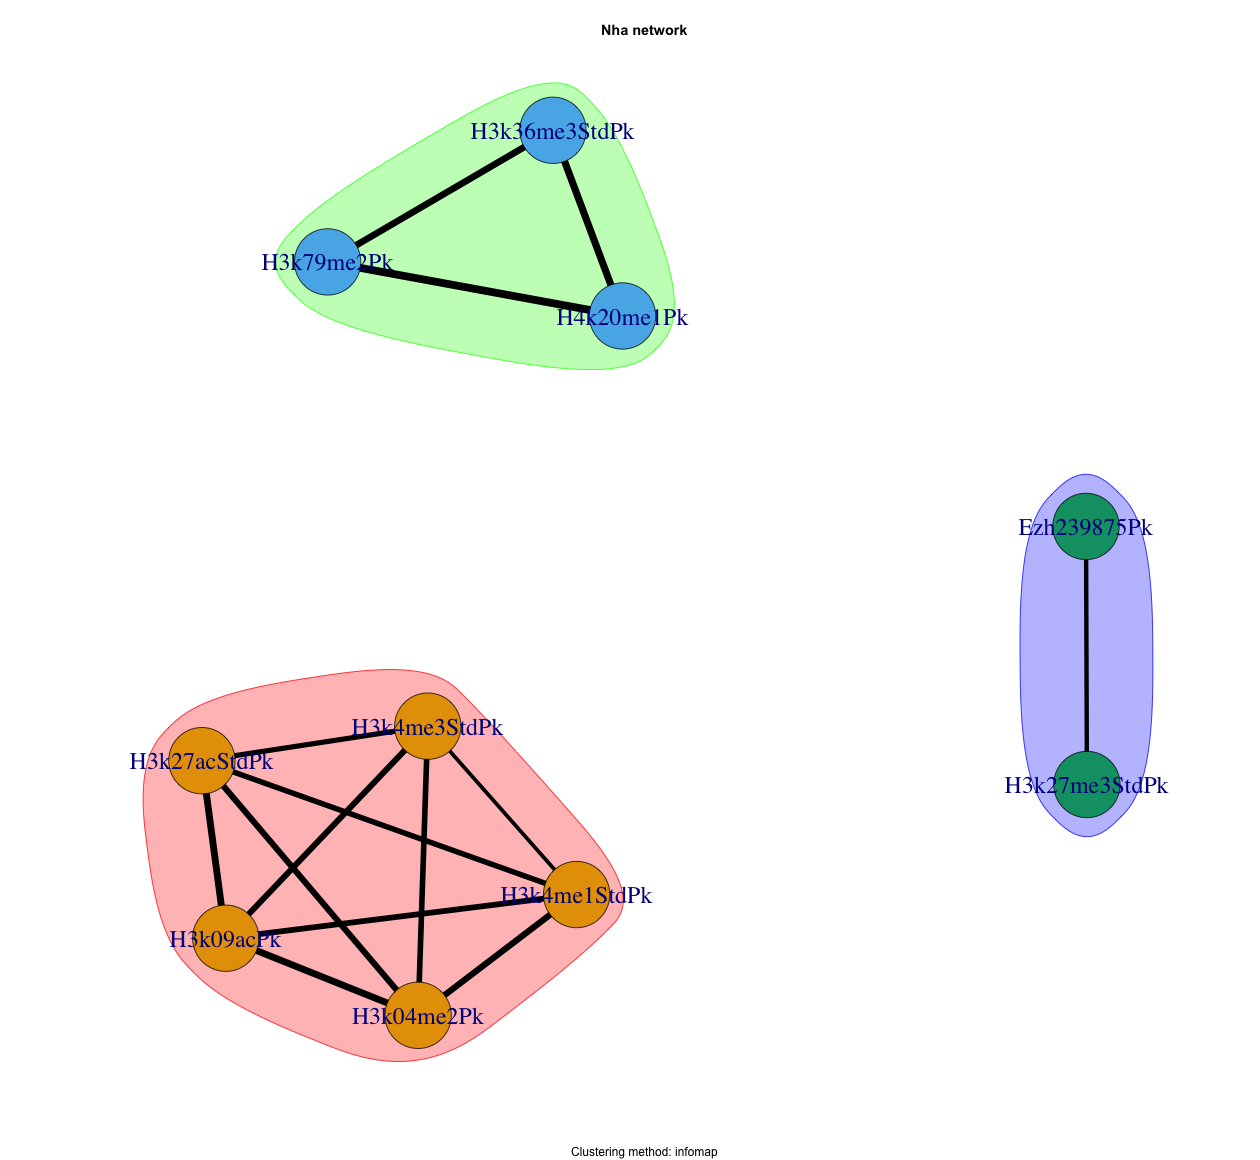 Nha network
H3k36me3StdPk
H3k79me2Pk
H4k20me1Pk
Ezh239875Pk
H3k4me3StdPk
H3k27acStdPk
H3k27me3StdPk
H3k4me1StdPk
H3k09acPk
H3k04me2Pk
Clustering method: infomap